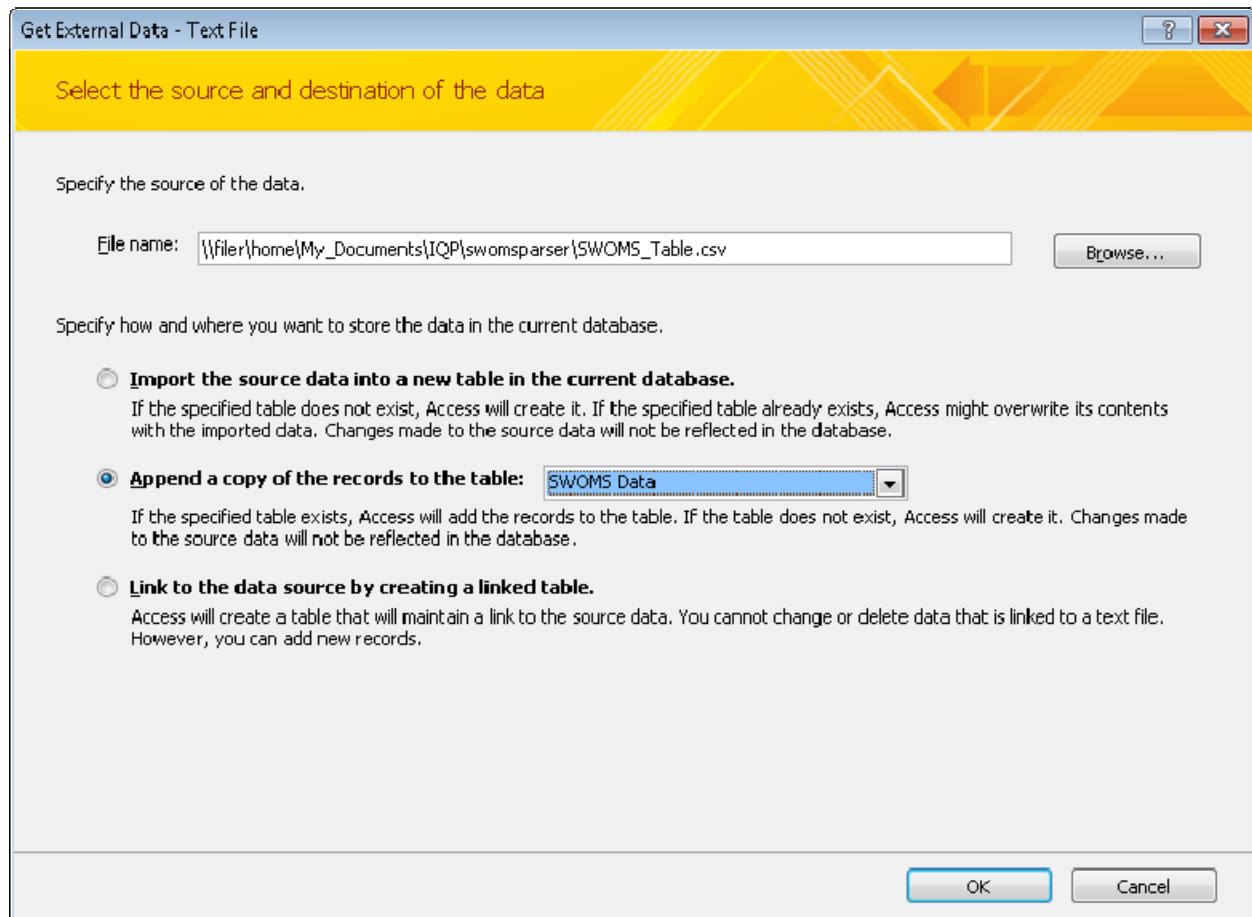 Get External Data - Text File
Select the source and destination of the data
Specify the source of the data.
File name: \\filer\home\My_Documents\IQP\swomsparser\SWOMS_Table.csv Browse...
Specify how and where you want to store the data in the current database.
Import the source data into a new table in the current database.
If the specified table does not exist, Access will create it. If the specified table already exists, Access might overwrite its contents
with the imported data. Changes made to the source data will not be reflected in the database.
Append a copy of the records to the table: SWOMS Data
If the specified table exists, Access will add the records to the table. If the table does not exist, Access will create it. Changes made
to the source data will not be reflected in the database.
Link to the data source by creating a linked table.
Access will create a table that will maintain a link to the source data. You cannot change or delete data that is linked to a text file.
However, you can add new records.
OK Cancel